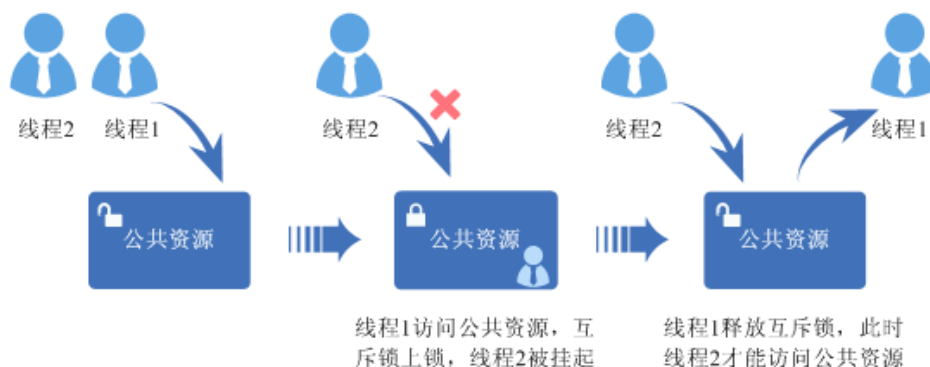 线程2
线程1
线程2
线程2
线程1
公共资源
公共资源
公共资源
线程1访问公共资源，互
斥锁上锁，线程2被挂起
线程1释放互斥锁，此时
线程2才能访问公共资源